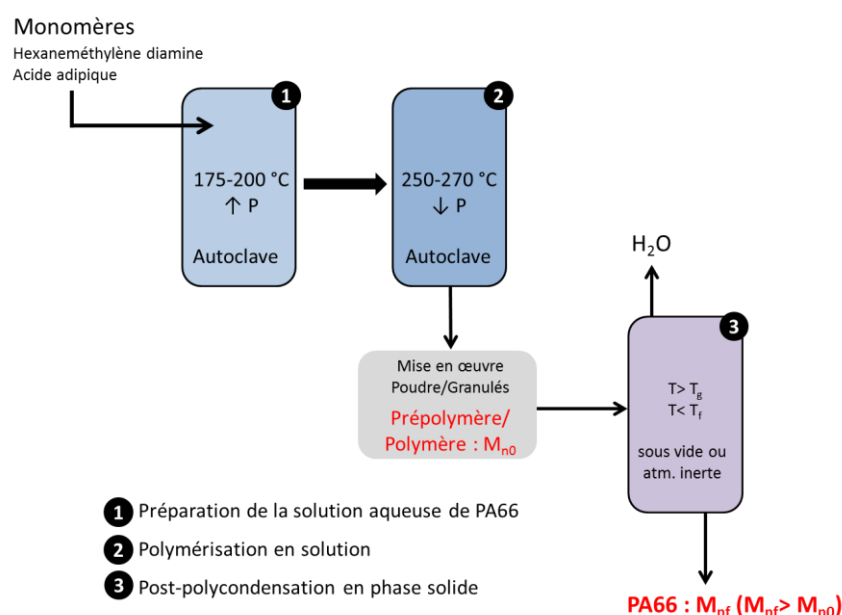 Monomères
Hexaneméthylène diamine
Acide adipique
1
175-200 °C
↑ P
Autoclave
2
250-270 °C
↓ P
Autoclave
H₂O
3
T> Tg
T< Tf
sous vide ou
atm. inerte
Mise en œuvre
Poudre/Granulés
Prépolymère/
Polymère : Mn0
1 Préparation de la solution aqueuse de PA66
2 Polymérisation en solution
3 Post-polycondensation en phase solide
PA66 : Mnf (Mnf> Mn0)